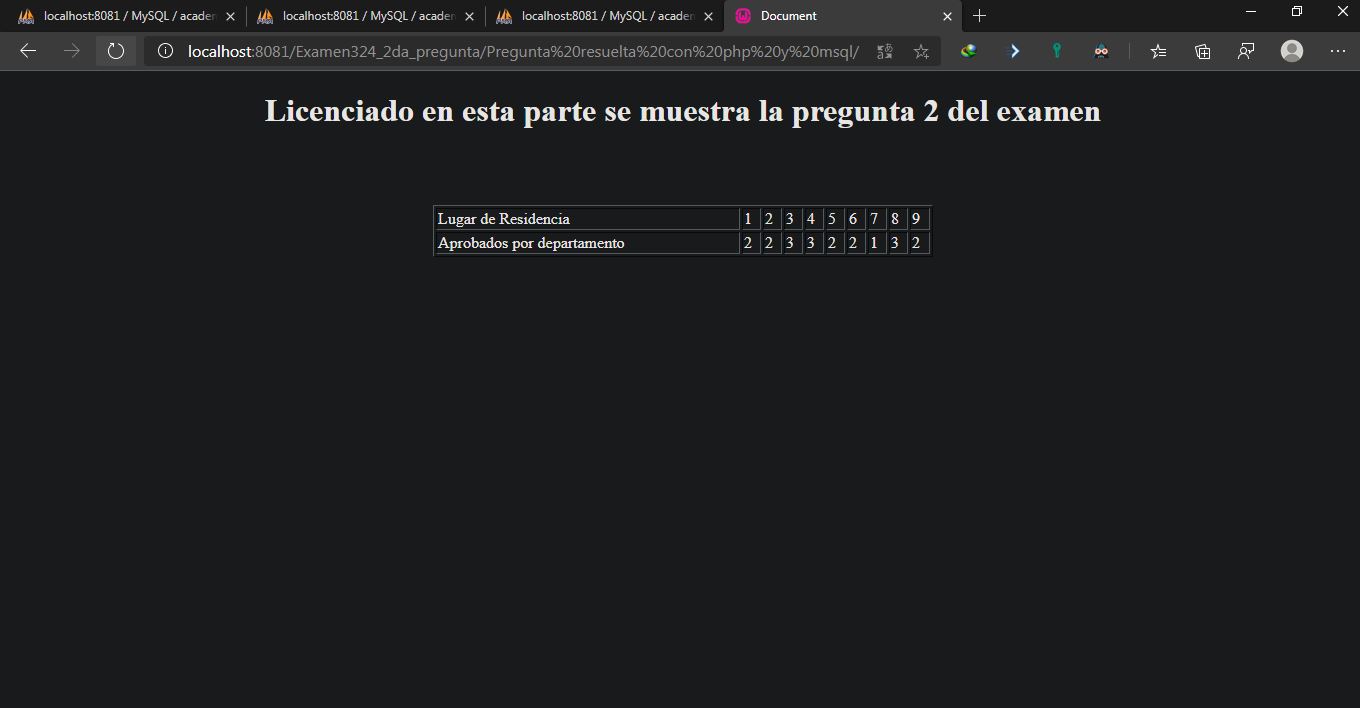 localhost:8081 / MySQL / acaden
localhost:8081 / MySQL / acaden
localhost:8081 / MySQL / acaden
Document
localhost:8081/Examen324_2da_pregunta/Pregunta%20resuelta%20con%20php%20y%20msql/
Licenciado en esta parte se muestra la pregunta 2 del examen
Lugar de Residencia 1 2 3 4 5 6 7 8 9
Aprobados por departamento 2 2 3 3 2 2 1 3 2